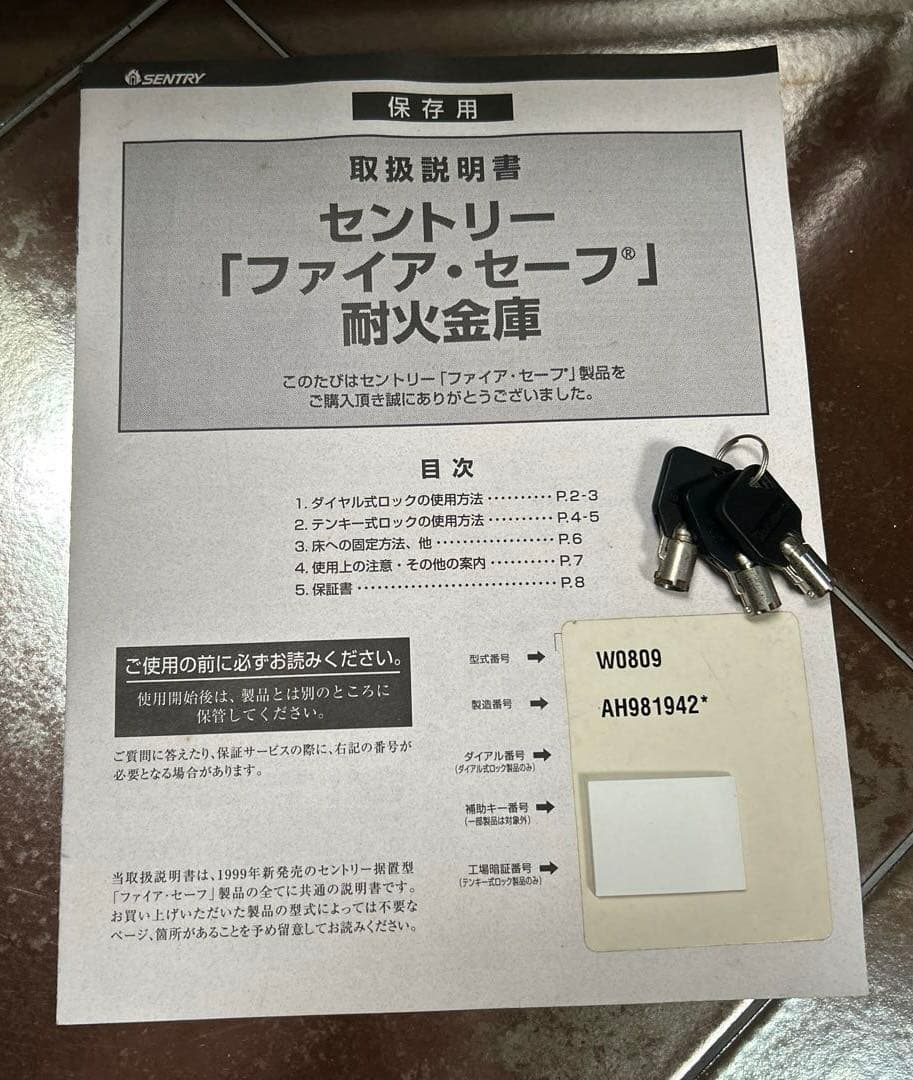 SENTRY
保存用
取扱説明書
セントリー
「ファイア・セーフ®」
耐火金庫
このたびはセントリー「ファイア・セーフ®」製品を
ご購入頂き誠にありがとうございました。
目次
1. ダイヤル式ロックの使用方法 ·········· P.2-3
2. テンキー式ロックの使用方法 ·········· P.4-5
3. 床への固定方法、他 ·················· P.6
4. 使用上の注意・その他の案内 ·········· P.7
5. 保証書 ······························ P.8
ご使用の前に必ずお読みください。
使用開始後は、製品とは別のところに
保管してください。
ご質問に答えたり、保証サービスの際に、右記の番号が
必要となる場合があります。
当取扱説明書は、1999年新発売のセントリー据置型
「ファイア・セーフ」製品の全てに共通の説明書です。
お買い上げいただいた製品の型式によっては不要な
ページ、箇所があることを予め留意してお読みください。
型式番号 ➡ W0809
製造番号 ➡ AH981942*
ダイアル番号 ➡
(ダイアル式ロック製品のみ)
補助キー番号 ➡
(一部製品は対象外)
工場暗証番号 ➡
(テンキー式ロック製品のみ)